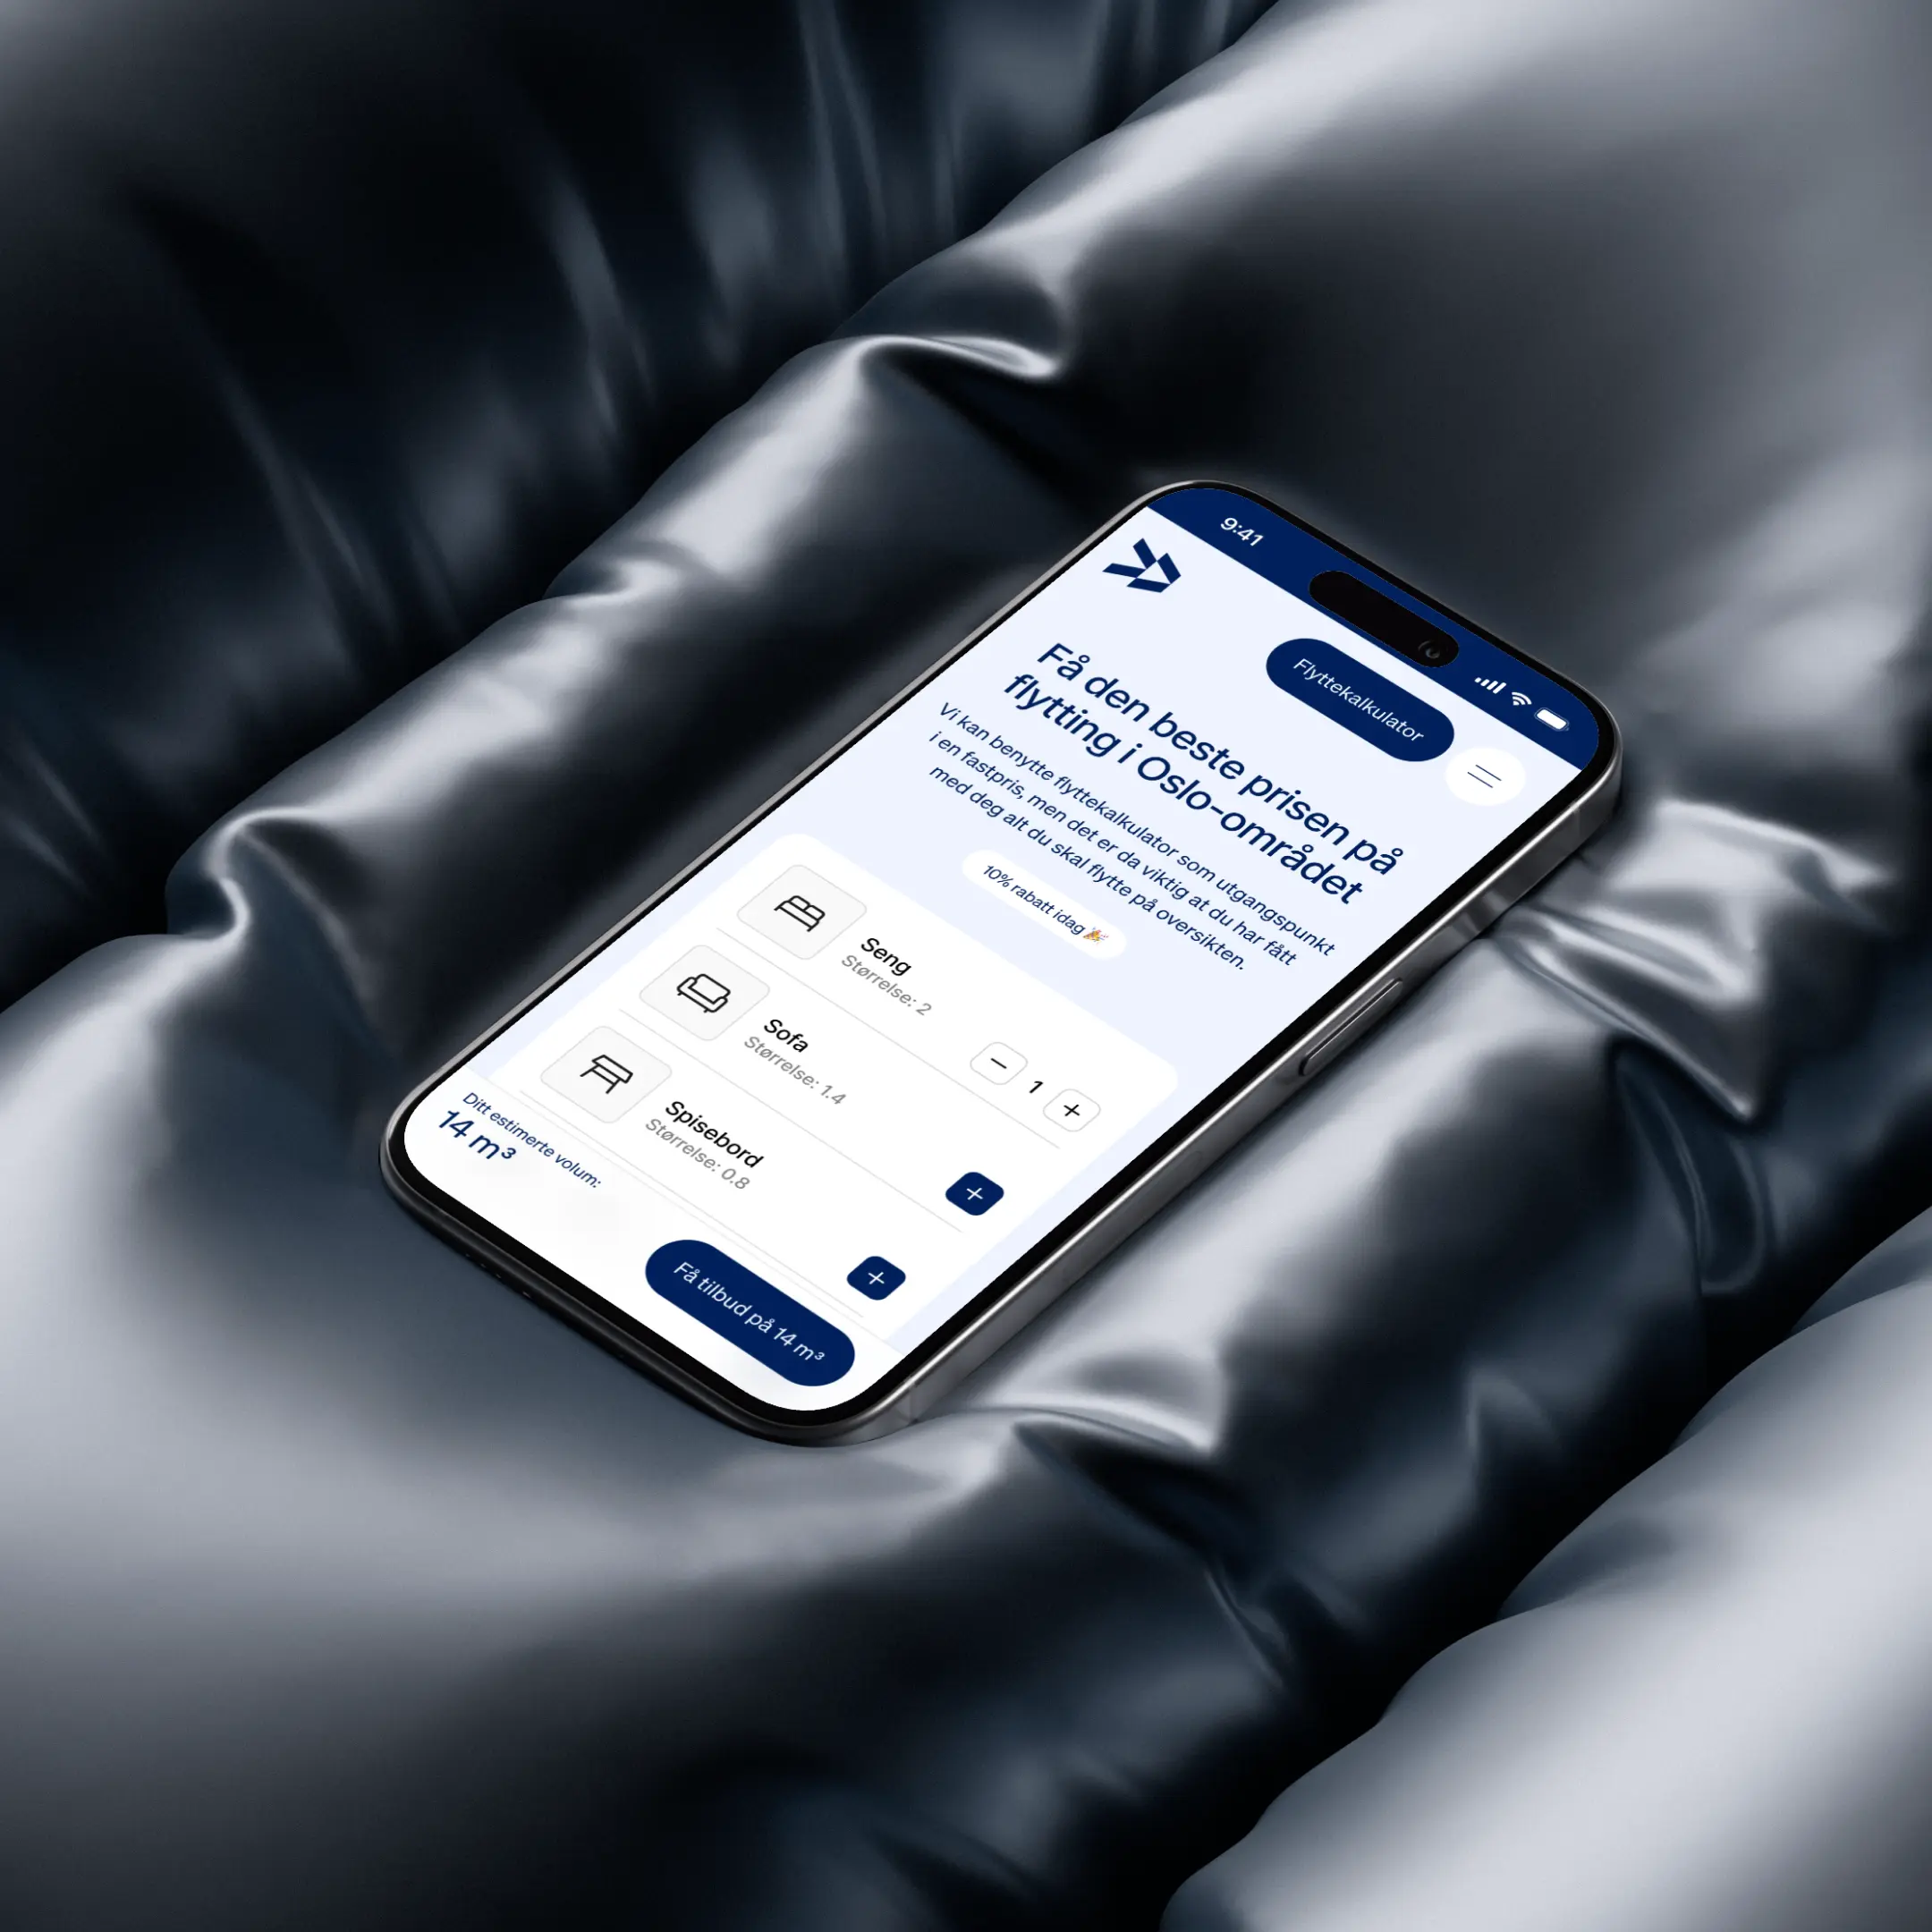 9:41
Flyttekalkulator
Få den beste prisen på
flytting i Oslo-området
Vi kan benytte flyttekalkulator som utgangspunkt
i en fastpris, men det er da viktig at du har fått
med deg alt du skal flytte på oversikten.
10% rabatt idag 🎉
Seng
Størrelse: 2
1
Sofa
Størrelse: 1.4
Spisebord
Størrelse: 0.8
Ditt estimerte volum:
14 m³
Få tilbud på 14 m³